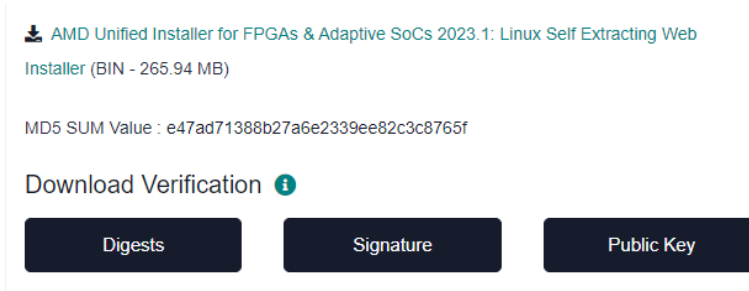 AMD Unified Installer for FPGAs & Adaptive SoCs 2023.1: Linux Self Extracting Web
Installer (BIN - 265.94 MB)
MD5 SUM Value : e47ad71388b27a6e2339ee82c3c8765f
Download Verification
Digests
Signature
Public Key